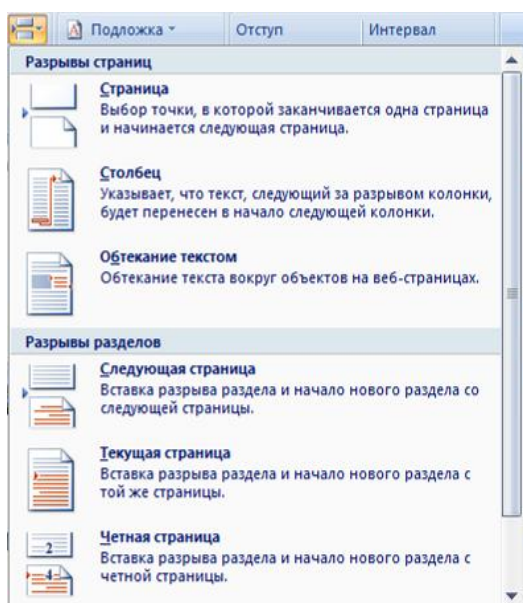 Подложка Отступ Интервал
Разрывы страниц
Страница
Выбор точки, в которой заканчивается одна страница
и начинается следующая страница.
Столбец
Указывает, что текст, следующий за разрывом колонки,
будет перенесен в начало следующей колонки.
Обтекание текстом
Обтекание текста вокруг объектов на веб-страницах.
Разрывы разделов
Следующая страница
Вставка разрыва раздела и начало нового раздела со
следующей страницы.
Текущая страница
Вставка разрыва раздела и начало нового раздела с
той же страницы.
2
Четная страница
Вставка разрыва раздела и начало нового раздела с
4
четной страницы.